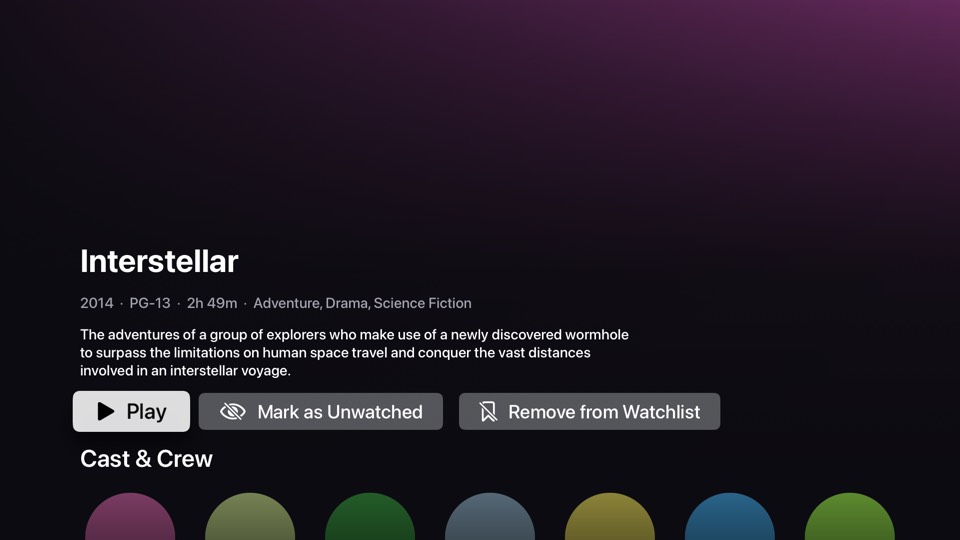 Interstellar
2014 · PG-13 · 2h 49m · Adventure, Drama, Science Fiction
The adventures of a group of explorers who make use of a newly discovered wormhole
to surpass the limitations on human space travel and conquer the vast distances
involved in an interstellar voyage.
Play Mark as Unwatched Remove from Watchlist
Cast & Crew